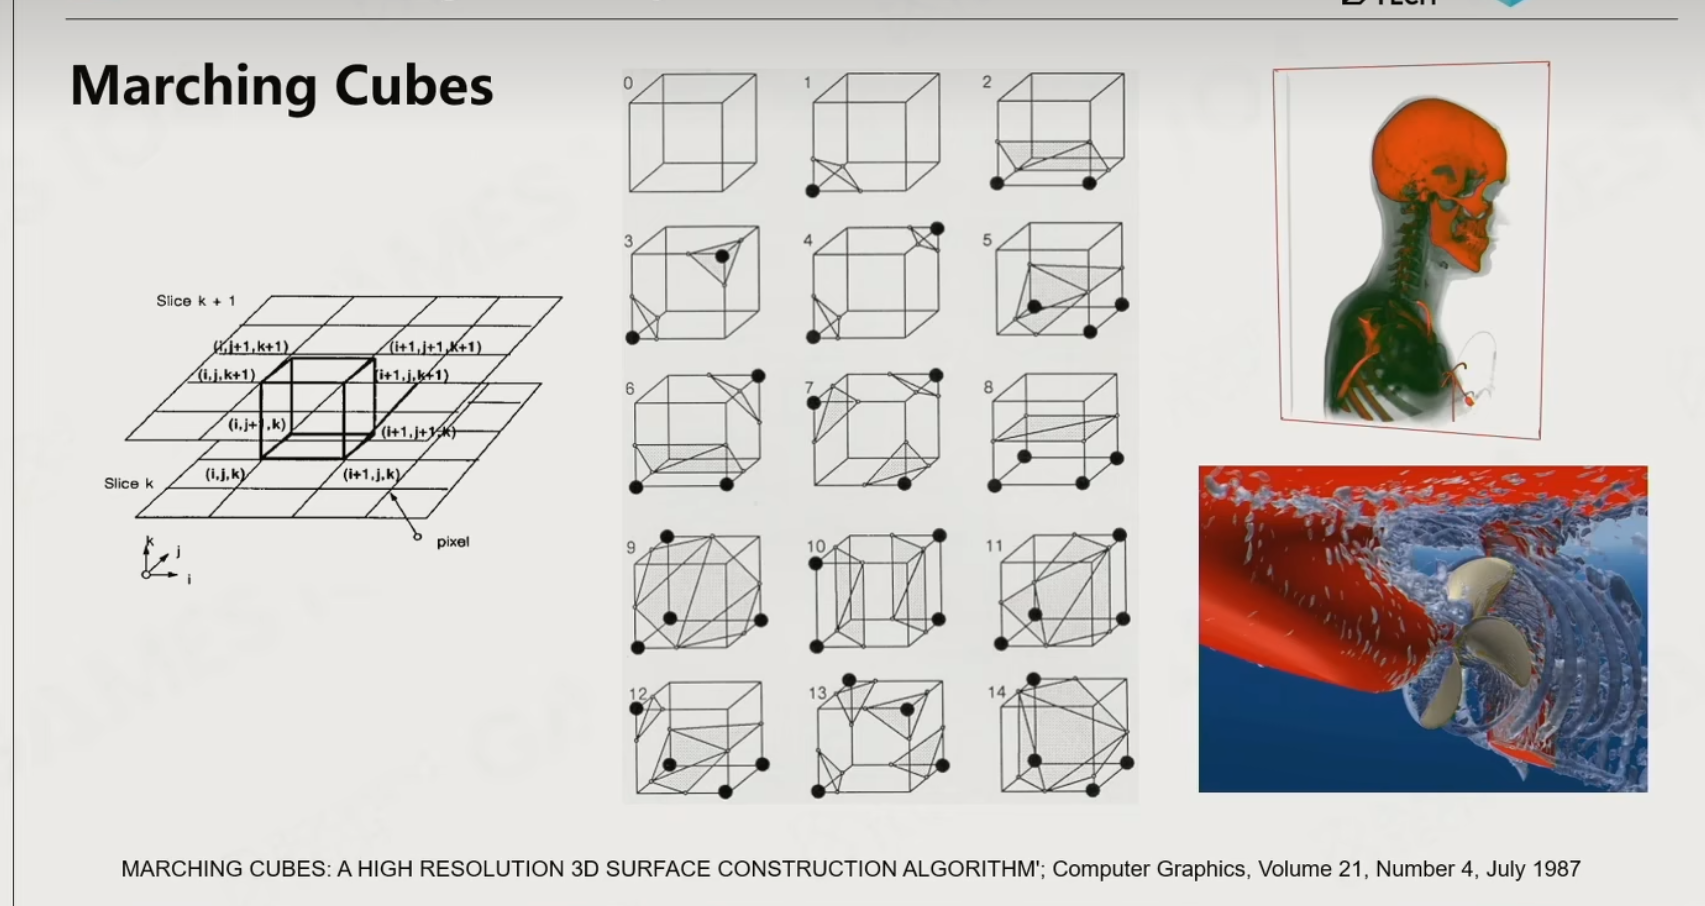 TECH
Marching Cubes
Slice k + 1
(i,j+1,k+1)
(i+1,j+1,k+1)
(i,j,k+1)
(i+1,j,k+1)
(i,j+1,k)
(i+1,j+1,k)
(i,j,k)
(i+1,j,k)
Slice k
pixel
k
j
i
0
1
2
3
4
5
6
7
8
9
10
11
12
13
14
MARCHING CUBES: A HIGH RESOLUTION 3D SURFACE CONSTRUCTION ALGORITHM'; Computer Graphics, Volume 21, Number 4, July 1987